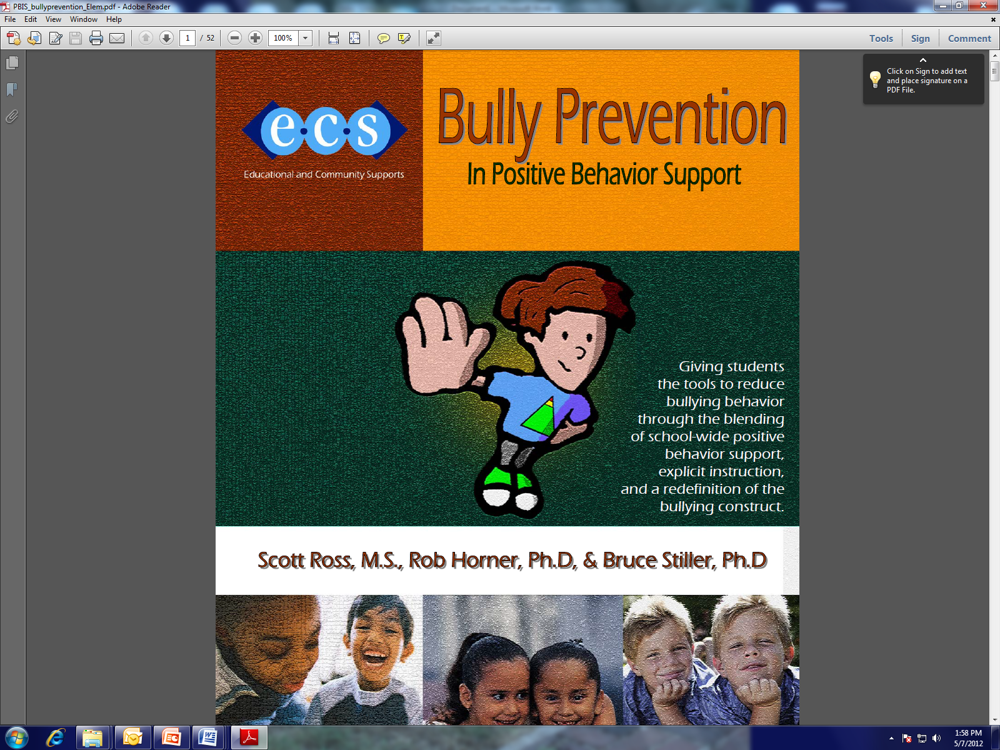 PBIS_bullyprevention_Elem.pdf - Adobe Reader
File Edit View Window Help
1 / 52 100% Tools Sign Comment
Click on Sign to add text
and place signature on a
PDF File.
e·c·s
Educational and Community Supports
Bully Prevention
In Positive Behavior Support
Giving students
the tools to reduce
bullying behavior
through the blending
of school-wide positive
behavior support,
explicit instruction,
and a redefinition of the
bullying construct.
Scott Ross, M.S., Rob Horner, Ph.D, & Bruce Stiller, Ph.D
1:58 PM
5/7/2012